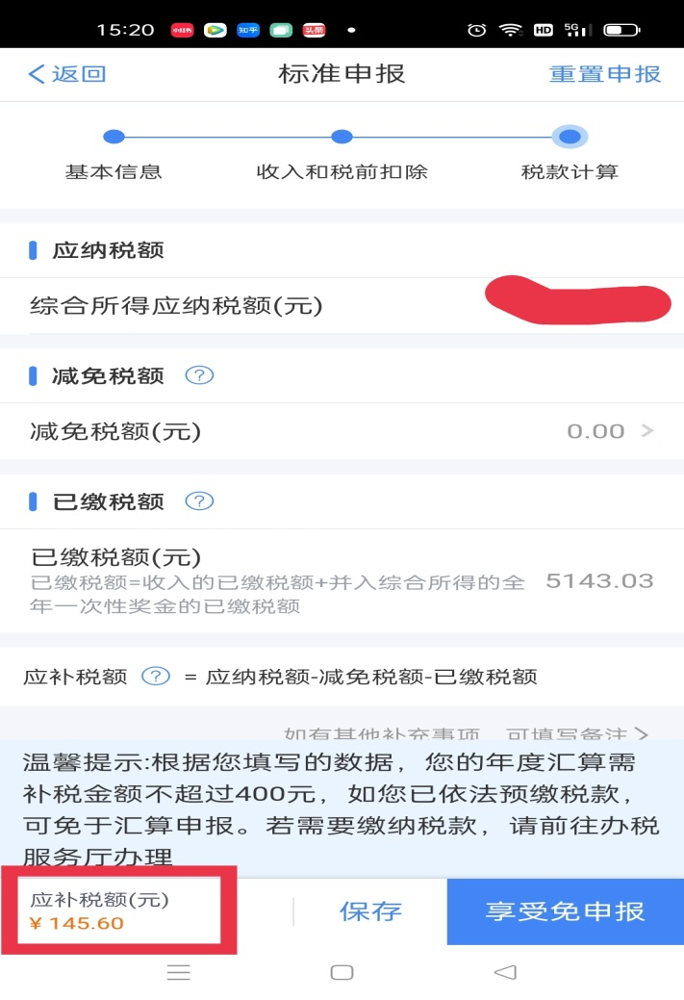 15:20
小红书
知乎
头条
HD
5G
返回
标准申报
重置申报
基本信息
收入和税前扣除
税款计算
应纳税额
综合所得应纳税额(元)
减免税额 ?
减免税额(元)
0.00
已缴税额 ?
已缴税额(元)
已缴税额=收入的已缴税额+并入综合所得的全
年一次性奖金的已缴税额
5143.03
应补税额 ? = 应纳税额-减免税额-已缴税额
如有其他补充事项，可填写备注
温馨提示:根据您填写的数据，您的年度汇算需
补税金额不超过400元，如您已依法预缴税款，
可免于汇算申报。若需要缴纳税款，请前往办税
服务厅办理
应补税额(元)
¥ 145.60
保存
享受免申报